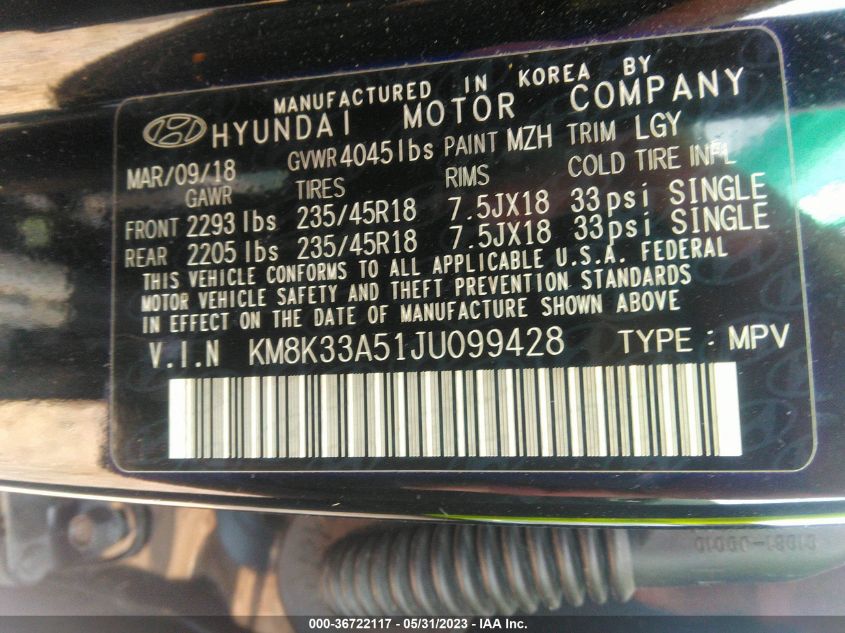 MANUFACTURED IN KOREA BY
HYUNDAI MOTOR COMPANY
MAR/09/18 GVWR 4045lbs PAINT MZH TRIM LGY
GAWR TIRES RIMS COLD TIRE INFL
FRONT 2293 lbs 235/45R18 7.5JX18 33psi SINGLE
REAR 2205 lbs 235/45R18 7.5JX18 33psi SINGLE
THIS VEHICLE CONFORMS TO ALL APPLICABLE U.S.A. FEDERAL
MOTOR VEHICLE SAFETY AND THEFT PREVENTION STANDARDS
IN EFFECT ON THE DATE OF MANUFACTURE SHOWN ABOVE
V.I.N KM8K33A51JU099428 TYPE : MPV
000-36722117 - 05/31/2023 - IAA Inc.